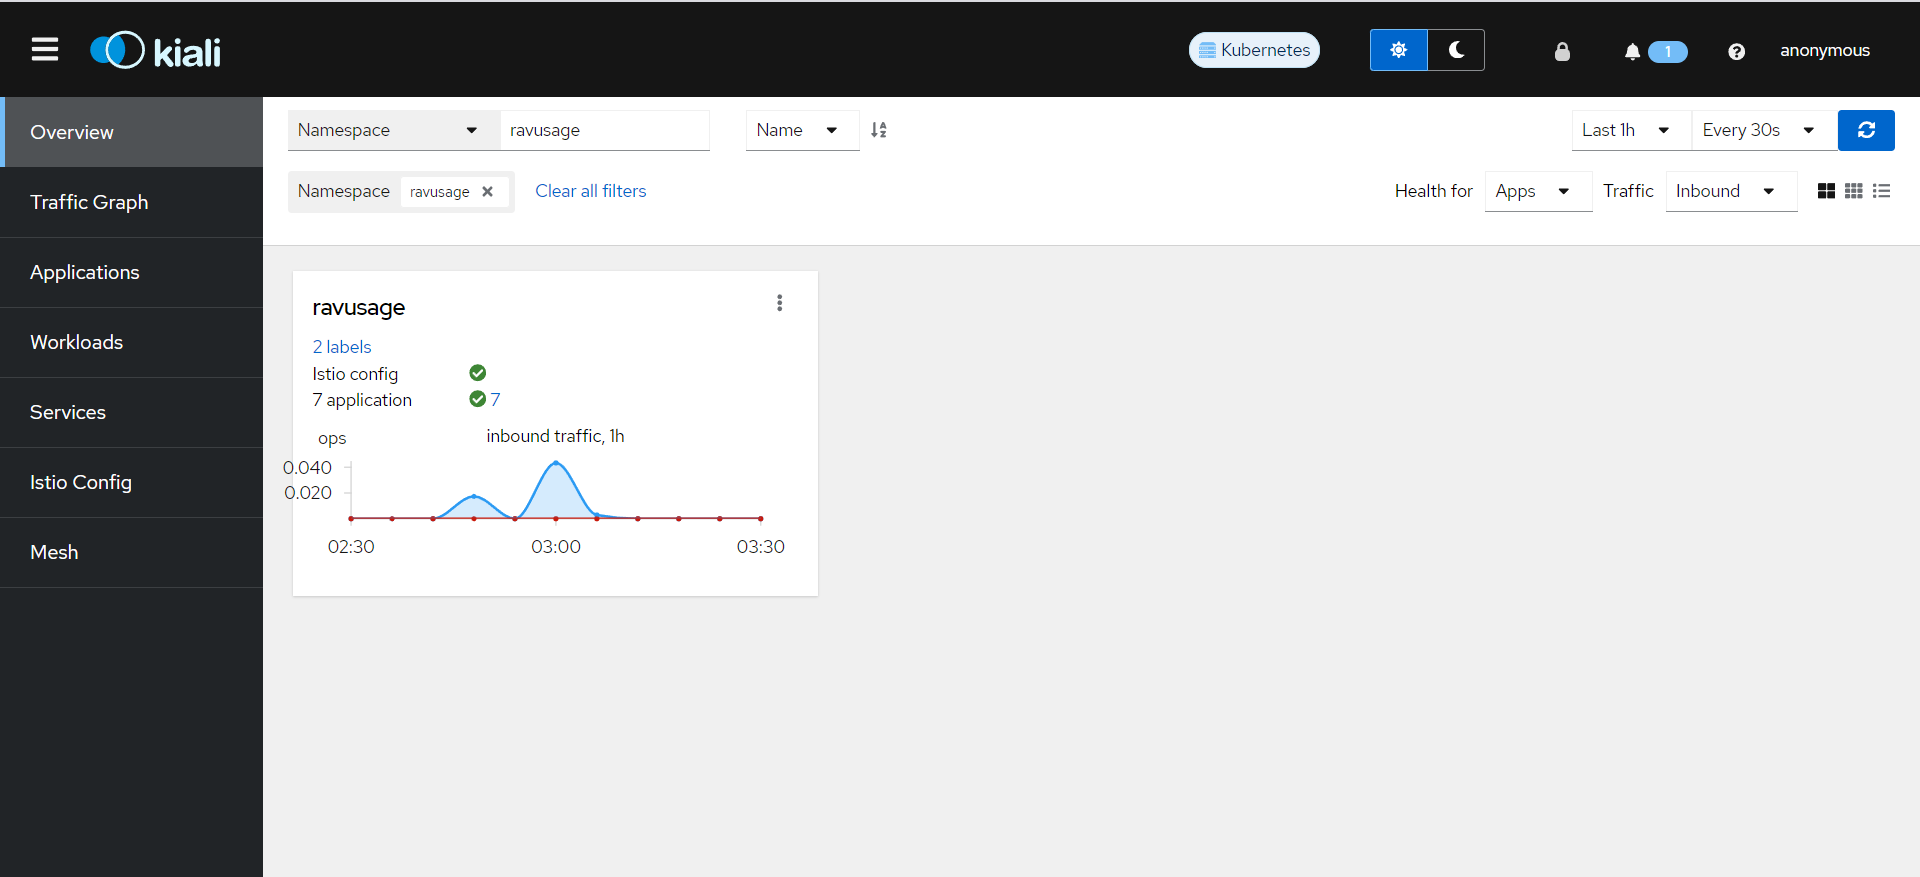 kiali
Kubernetes
1
anonymous
Overview
Traffic Graph
Applications
Workloads
Services
Istio Config
Mesh
Namespace
ravusage
Name
Last 1h
Every 30s
Namespace
ravusage
Clear all filters
Health for
Apps
Traffic
Inbound
ravusage
2 labels
Istio config
7 application
7
ops
inbound traffic, 1h
0.040
0.020
02:30
03:00
03:30